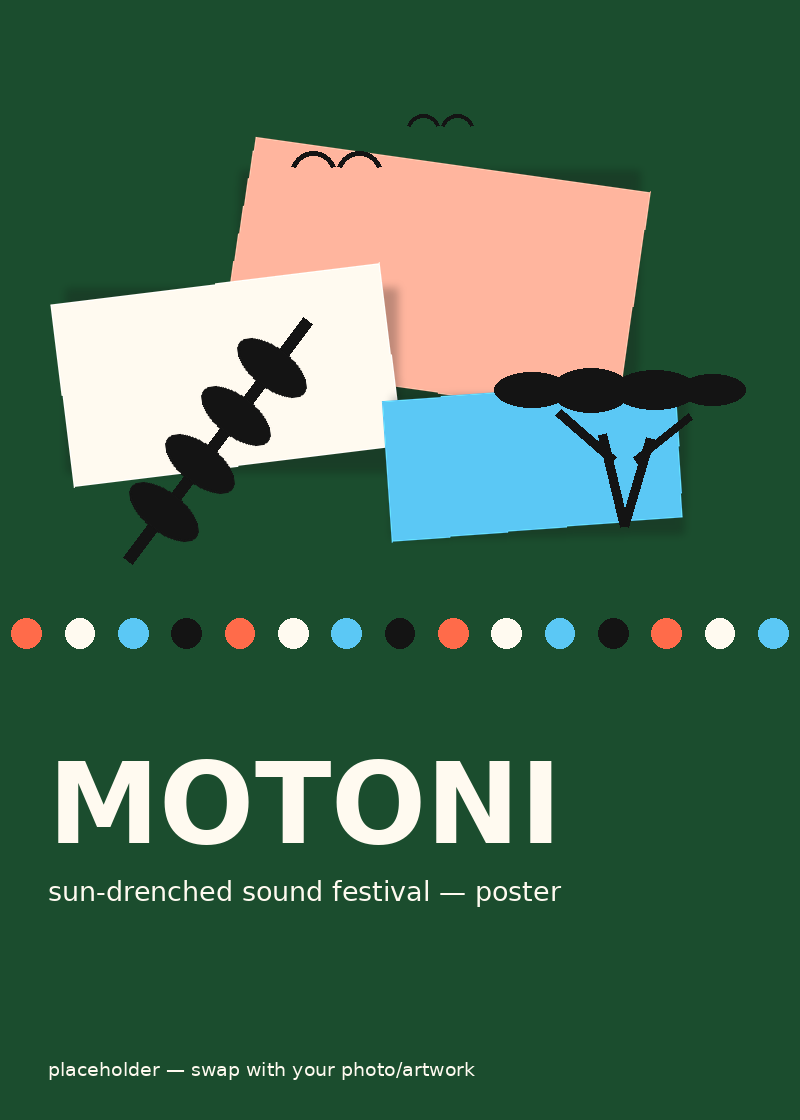 MOTONI
sun-drenched sound festival — poster
placeholder — swap with your photo/artwork